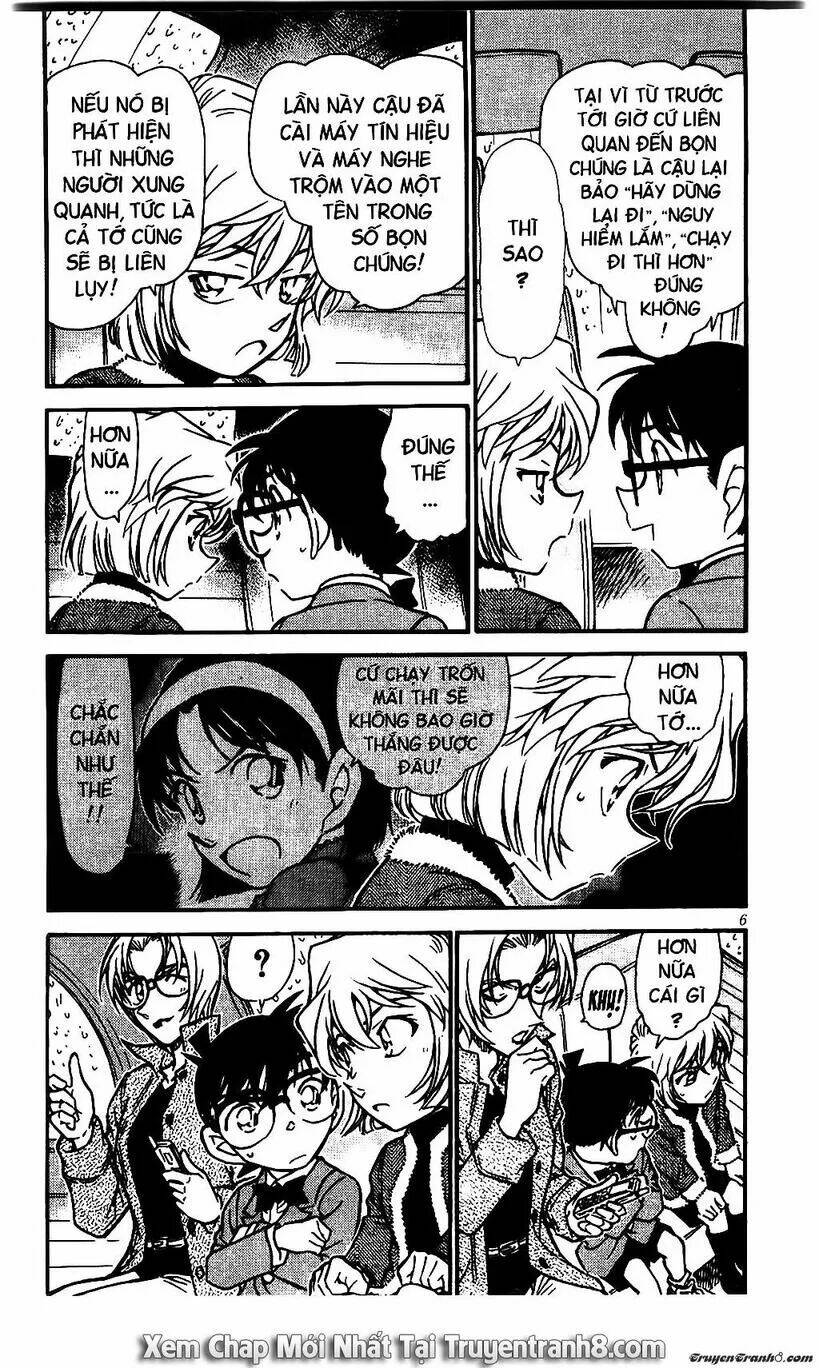 TẠI VÌ TỪ TRƯỚC
TỚI GIỜ CỨ LIÊN
QUAN ĐẾN BỌN
CHÚNG LÀ CẬU LẠI
BẢO "HÃY DỪNG
LẠI ĐI", "NGUY
HIỂM LẮM", "CHẠY
ĐI THÌ HƠN"
ĐÚNG
KHÔNG
!
THÌ
SAO
?
LẦN NÀY CẬU ĐÃ
CÀI MÁY TÍN HIỆU
VÀ MÁY NGHE
TRỘM VÀO MỘT
TÊN TRONG
SỐ BỌN
CHÚNG!
NẾU NÓ BỊ
PHÁT HIỆN
THÌ NHỮNG
NGƯỜI XUNG
QUANH, TỨC LÀ
CẢ TỚ CŨNG
SẼ BỊ LIÊN
LỤY!
ĐÚNG
THẾ
...
HƠN
NỮA
...
HƠN
NỮA
TỚ...
CỨ CHẠY TRỐN
MÃI THÌ SẼ
KHÔNG BAO GIỜ
THẮNG ĐƯỢC
ĐÂU!
CHẮC
CHẮN
NHƯ
THẾ
!!
6
HƠN
NỮA
CÁI GÌ
?
KHỤ!
?
Xem Chap Mới Nhất Tại Truyentranh8.com
TruyenTranh8.com